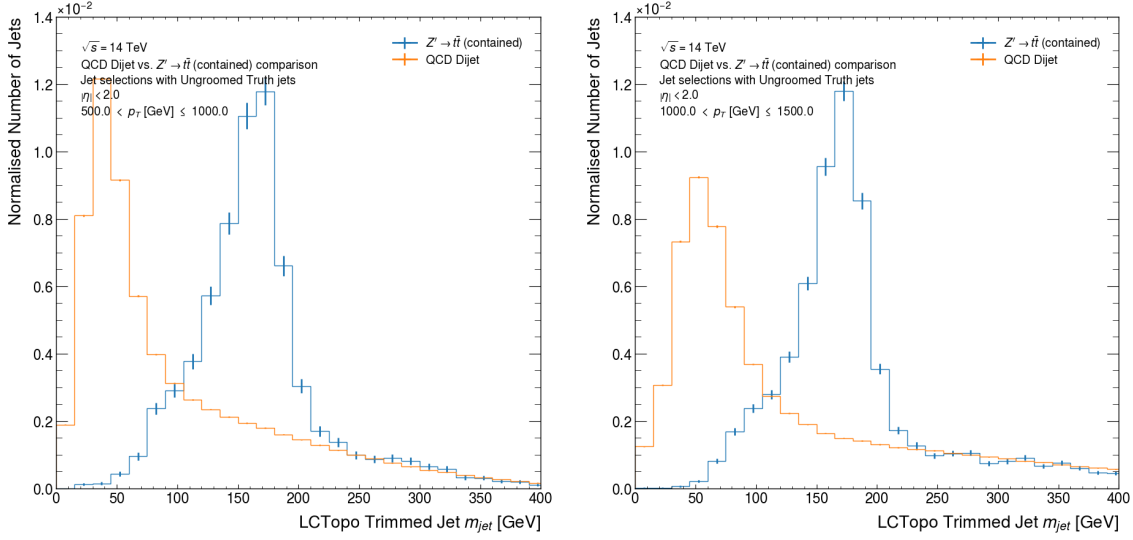 1.4 1e−2
√s = 14 TeV
QCD Dijet vs. Z′ → tt̄ (contained) comparison
Jet selections with Ungroomed Truth jets
|η| < 2.0
500.0 < p_T [GeV] ≤ 1000.0
Z′ → tt̄ (contained)
QCD Dijet
Normalised Number of Jets
1.2
1.0
0.8
0.6
0.4
0.2
0.0
0 50 100 150 200 250 300 350 400
LCTopo Trimmed Jet m_jet [GeV]
1.4 1e−2
√s = 14 TeV
QCD Dijet vs. Z′ → tt̄ (contained) comparison
Jet selections with Ungroomed Truth jets
|η| < 2.0
1000.0 < p_T [GeV] ≤ 1500.0
Z′ → tt̄ (contained)
QCD Dijet
Normalised Number of Jets
1.2
1.0
0.8
0.6
0.4
0.2
0.0
0 50 100 150 200 250 300 350 400
LCTopo Trimmed Jet m_jet [GeV]